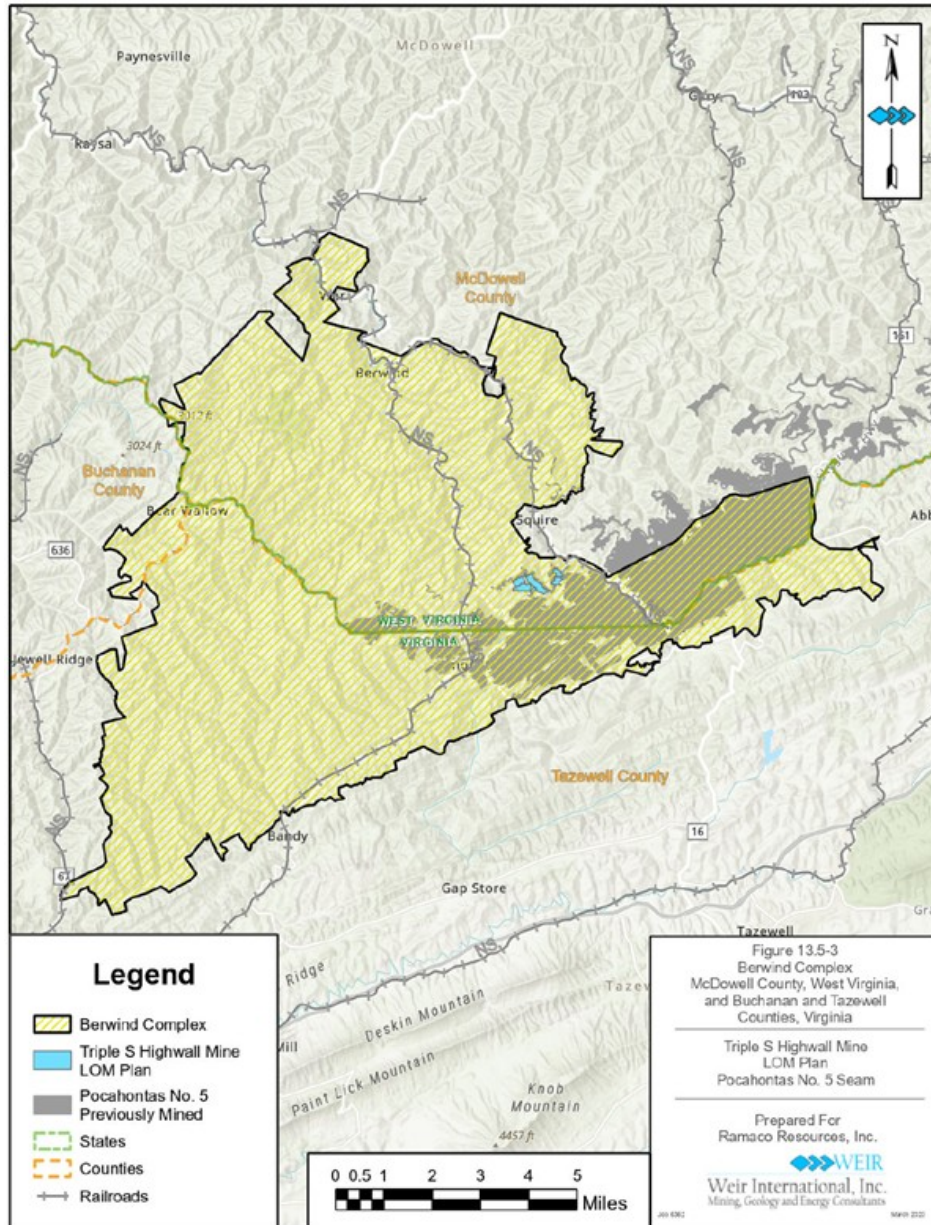 Paynesville
McDowell
N
Gary
103
NS
NS
NS
War
McDowell
County
161
Berwind
3024 ft
NS
NS
NS
Buchanan
County
Bear Wallow
Squire
636
WEST VIRGINIA
VIRGINIA
Jewell Ridge
Tazewell County
NS
16
Bandy
67
Gap Store
Tazewell
NS
Ridge
Deskin Mountain
Mill
Paint Lick Mountain
Knob
Mountain
4457 ft
Legend
Berwind Complex
Triple S Highwall Mine
LOM Plan
Pocahontas No. 5
Previously Mined
States
Counties
Railroads
0 0.5 1 2 3 4 5
Miles
Figure 13.5-3
Berwind Complex
McDowell County, West Virginia,
and Buchanan and Tazewell
Counties, Virginia
Triple S Highwall Mine
LOM Plan
Pocahontas No. 5 Seam
Prepared For
Ramaco Resources, Inc.
WEIR
Weir International, Inc.
Mining, Geology and Energy Consultants